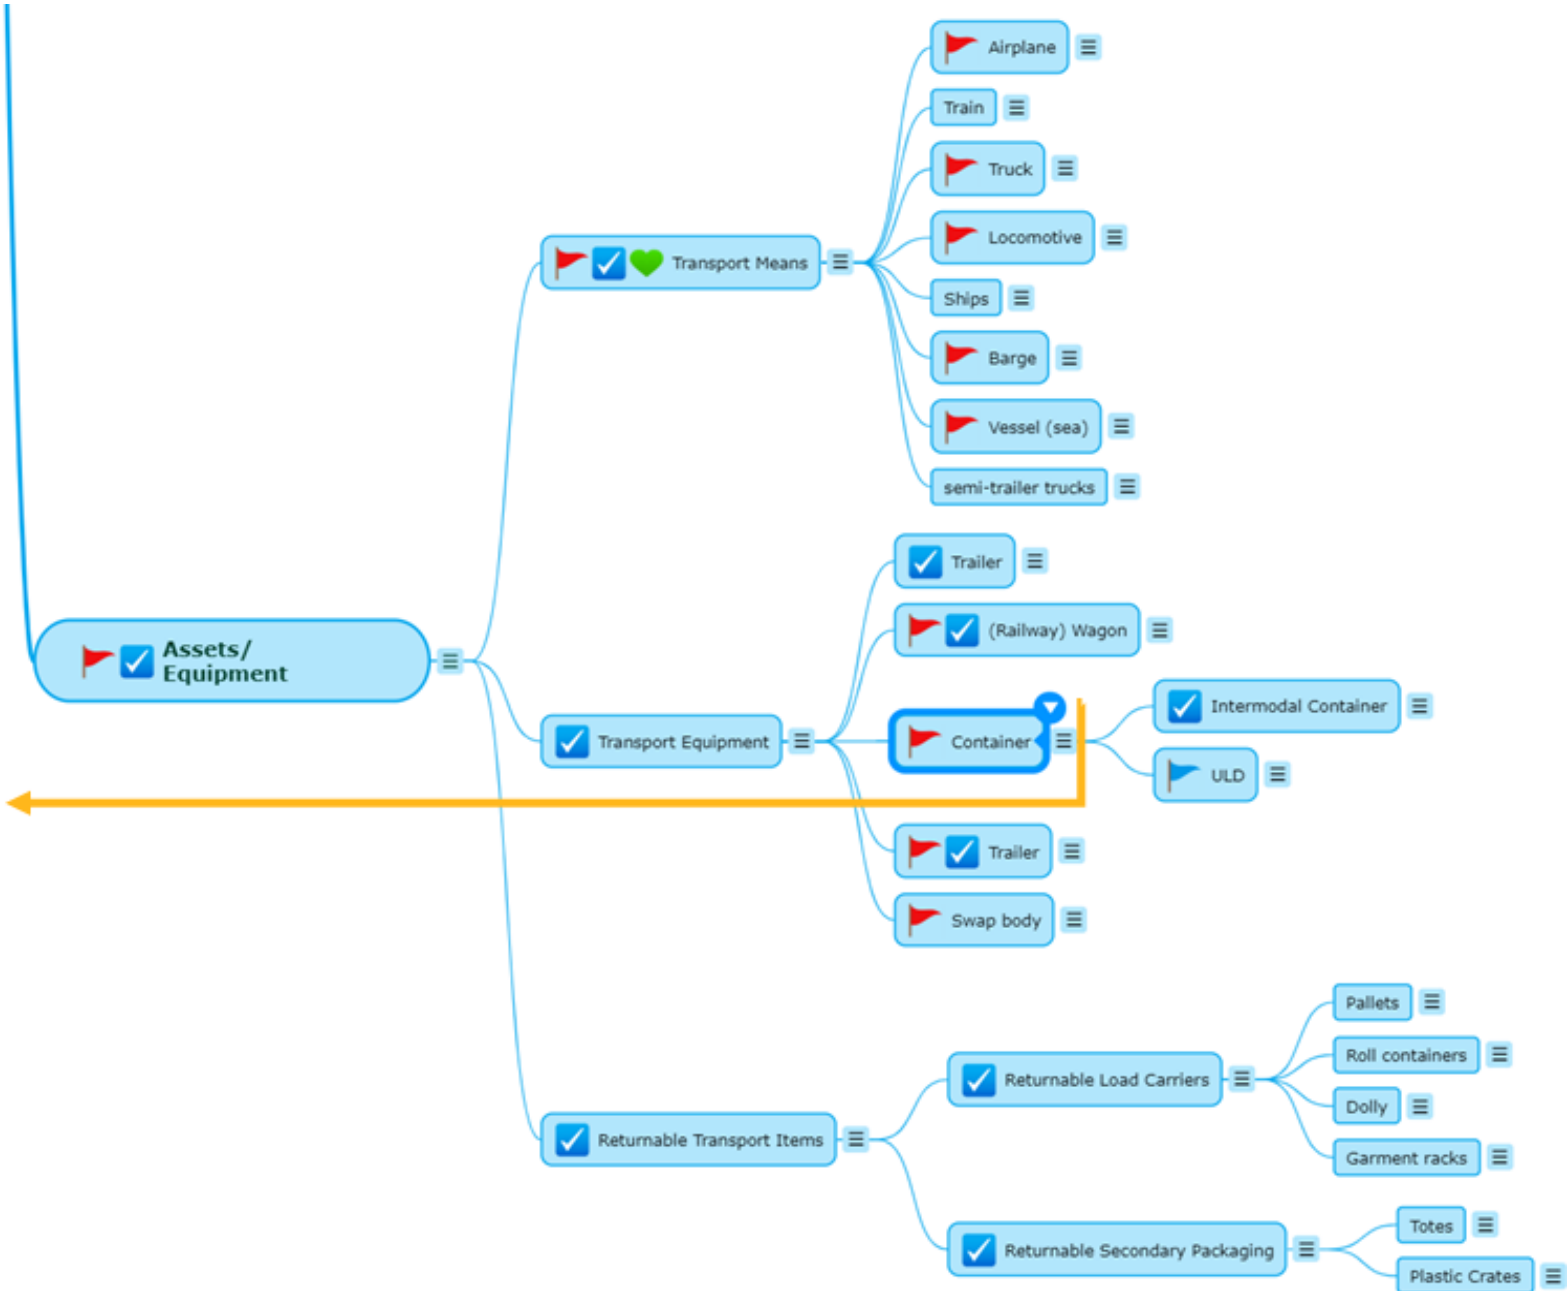 Airplane
Train
Truck
Locomotive
Transport Means
Ships
Barge
Vessel (sea)
semi-trailer trucks
Trailer
(Railway) Wagon
Assets/
Equipment
Intermodal Container
Transport Equipment
Container
ULD
Trailer
Swap body
Pallets
Roll containers
Returnable Load Carriers
Dolly
Returnable Transport Items
Garment racks
Totes
Returnable Secondary Packaging
Plastic Crates